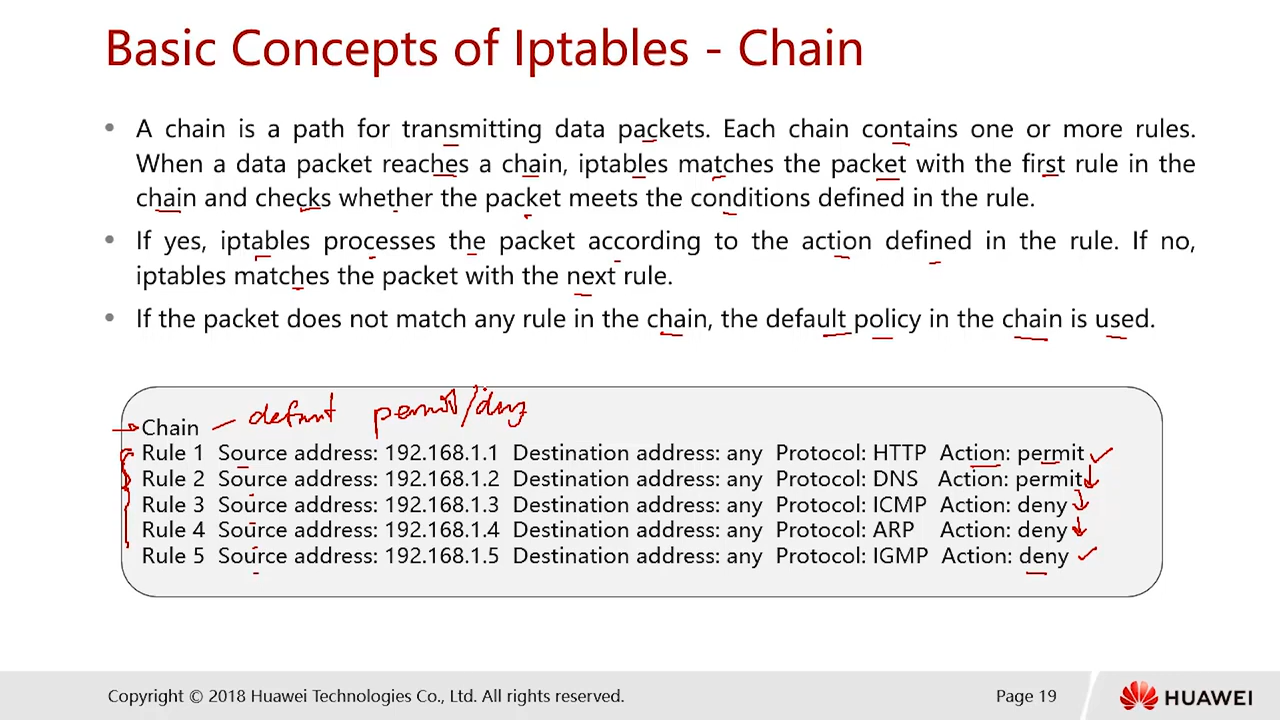 Basic Concepts of Iptables - Chain
• A chain is a path for transmitting data packets. Each chain contains one or more rules.
When a data packet reaches a chain, iptables matches the packet with the first rule in the
chain and checks whether the packet meets the conditions defined in the rule.
• If yes, iptables processes the packet according to the action defined in the rule. If no,
iptables matches the packet with the next rule.
• If the packet does not match any rule in the chain, the default policy in the chain is used.
permit/deny
Chain
Rule 1 Source address: 192.168.1.1 Destination address: any Protocol: HTTP Action: permit
Rule 2 Source address: 192.168.1.2 Destination address: any Protocol: DNS Action: permit
Rule 3 Source address: 192.168.1.3 Destination address: any Protocol: ICMP Action: deny
Rule 4 Source address: 192.168.1.4 Destination address: any Protocol: ARP Action: deny
Rule 5 Source address: 192.168.1.5 Destination address: any Protocol: IGMP Action: deny
Copyright © 2018 Huawei Technologies Co., Ltd. All rights reserved.
Page 19
HUAWEI